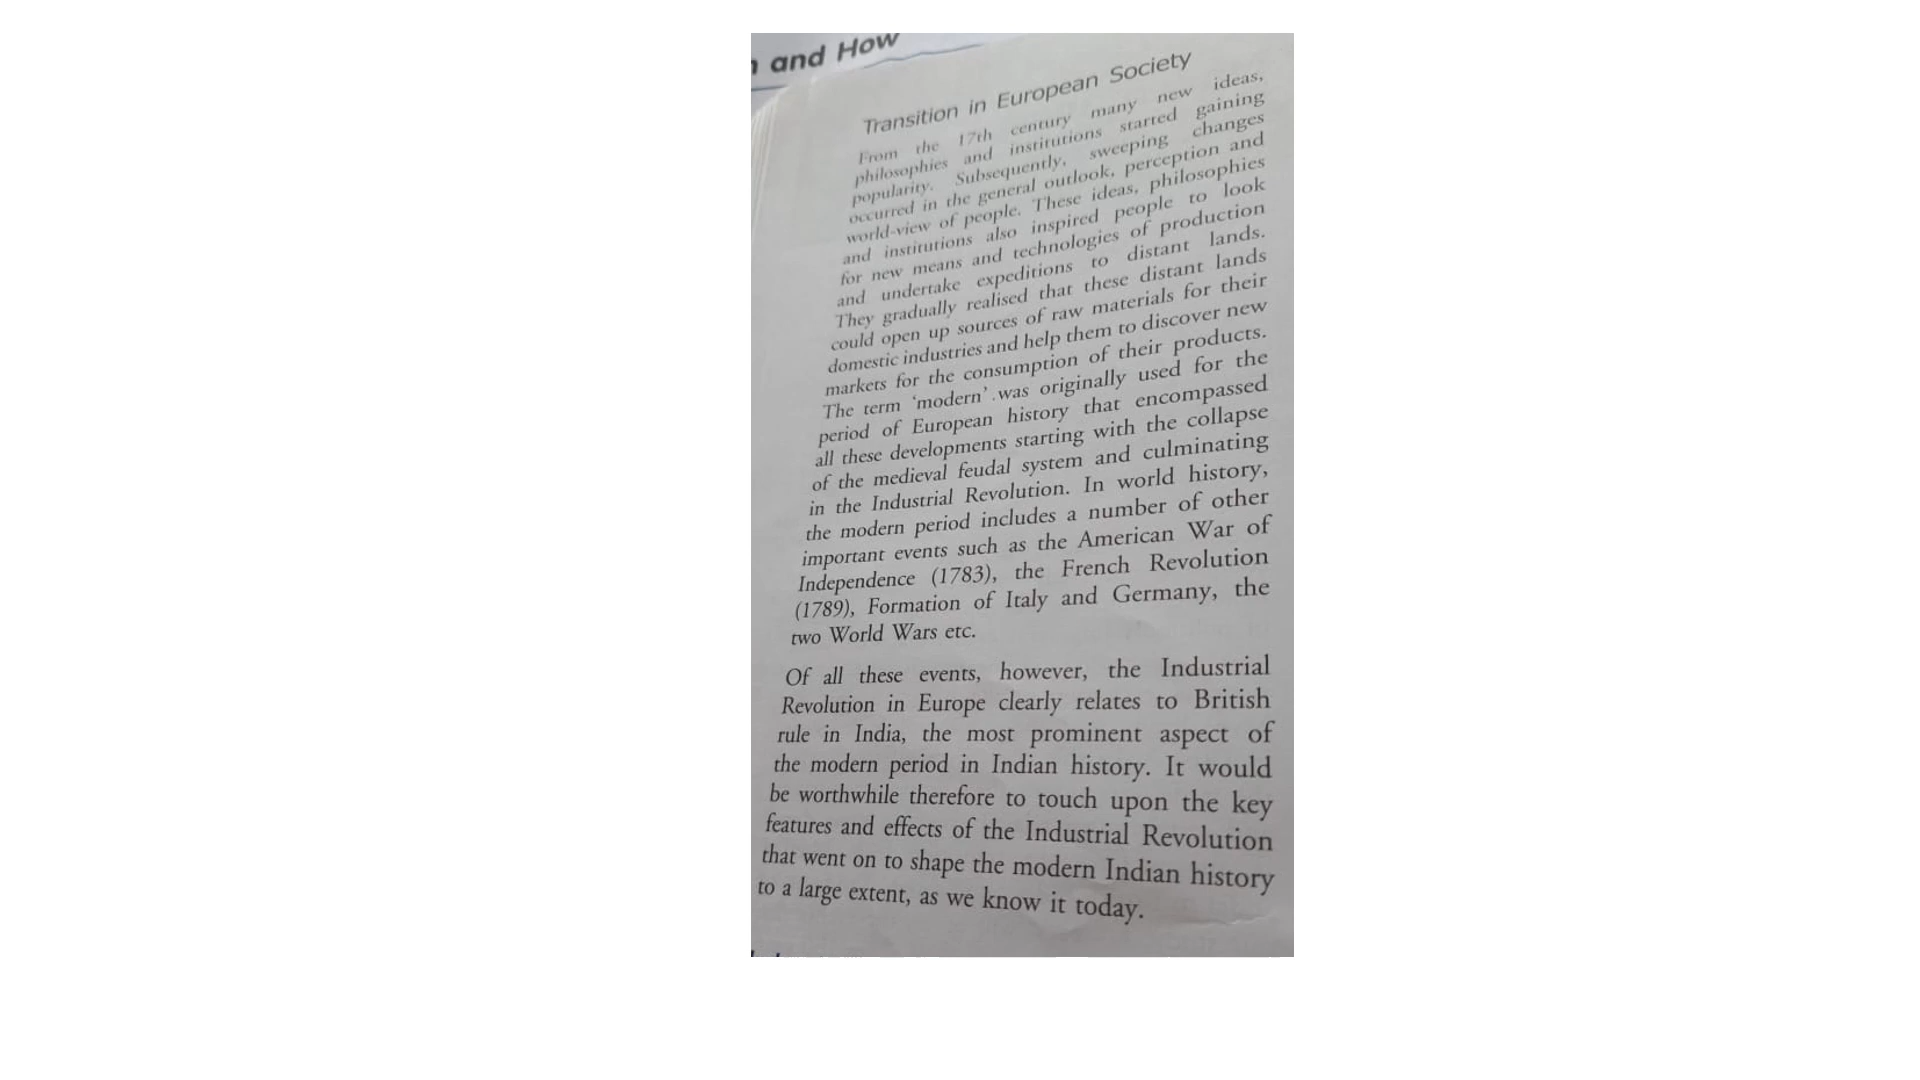 and How
Transition in European Society
From the 17th century many new ideas,
philosophies and institutions started gaining
popularity. Subsequently, sweeping changes
occurred in the general outlook, perception and
world-view of people. These ideas, philosophies
and institutions also inspired people to look
for new means and technologies of production
and undertake expeditions to distant lands.
They gradually realised that these distant lands
could open up sources of raw materials for their
domestic industries and help them to discover new
markets for the consumption of their products.
The term ‘modern’ was originally used for the
period of European history that encompassed
all these developments starting with the collapse
of the medieval feudal system and culminating
in the Industrial Revolution. In world history,
the modern period includes a number of other
important events such as the American War of
Independence (1783), the French Revolution
(1789), Formation of Italy and Germany, the
two World Wars etc.
Of all these events, however, the Industrial
Revolution in Europe clearly relates to British
rule in India, the most prominent aspect of
the modern period in Indian history. It would
be worthwhile therefore to touch upon the key
features and effects of the Industrial Revolution
that went on to shape the modern Indian history
to a large extent, as we know it today.